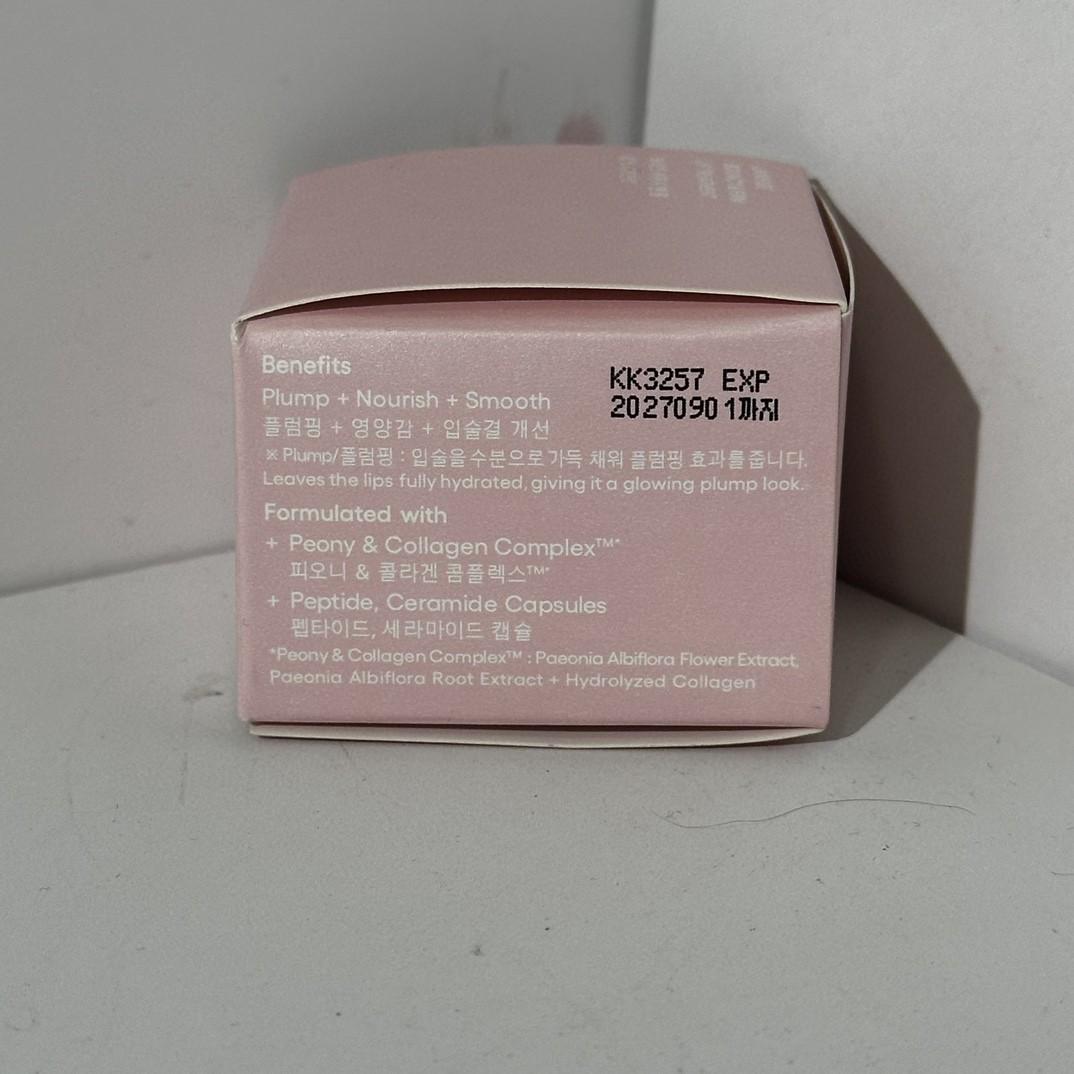 Benefits
Plump + Nourish + Smooth
플럼핑 + 영양감 + 입술결 개선
※ Plump/플럼핑 : 입술을 수분으로 가득 채워 플럼핑 효과를 줍니다.
Leaves the lips fully hydrated, giving it a glowing plump look.
KK3257 EXP
20270901까지
Formulated with
+ Peony & Collagen Complex™*
피오니 & 콜라겐 콤플렉스™*
+ Peptide, Ceramide Capsules
펩타이드, 세라마이드 캡슐
*Peony & Collagen Complex™ : Paeonia Albiflora Flower Extract,
Paeonia Albiflora Root Extract + Hydrolyzed Collagen